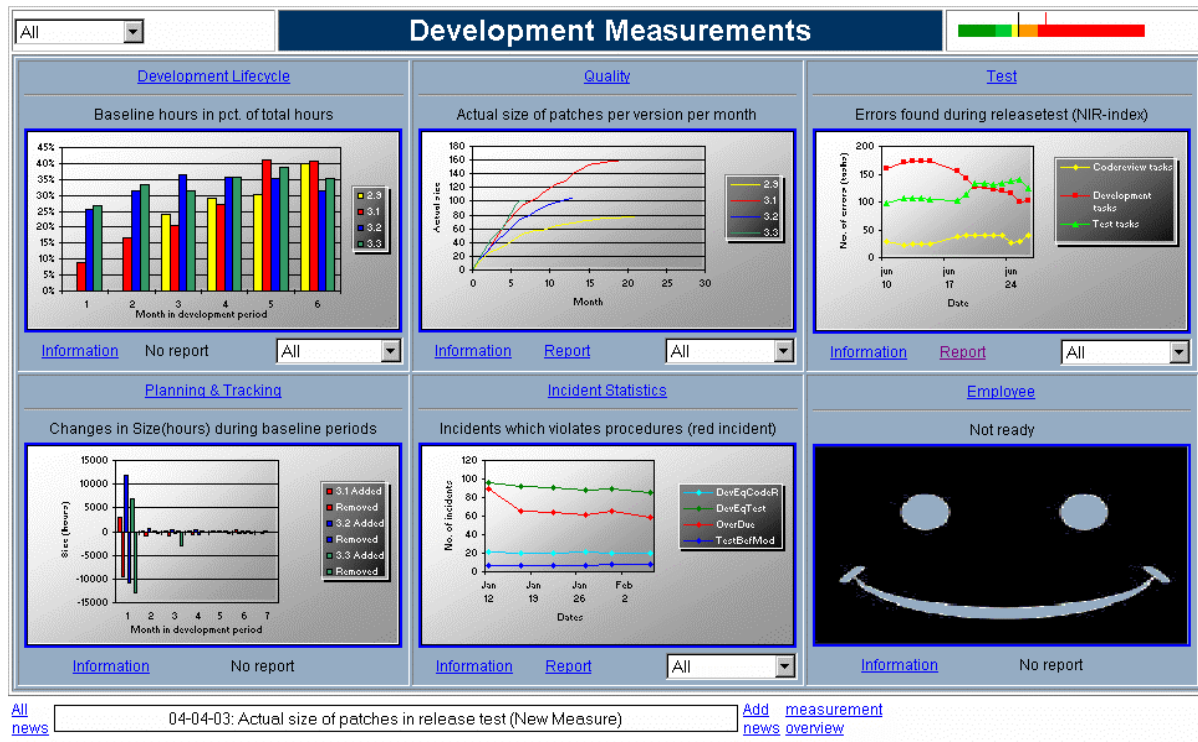 All
Development Measurements
Development Lifecycle
Quality
Test
Baseline hours in pct. of total hours
Actual size of patches per version per month
Errors found during releasetest (NIR-index)
45%
40%
35%
30%
25%
20%
15%
10%
5%
0%
1 2 3 4 5 6
Month in development period
2.9
3.1
3.2
3.3
180
160
140
120
100
80
60
40
20
0
Actual size
0 5 10 15 20 25 30
Month
2.9
3.1
3.2
3.3
200
150
100
50
0
No. of errors (tasks)
jun 10
jun 17
jun 24
Date
Codereview tasks
Development tasks
Test tasks
Information No report All
Information Report All
Information Report All
Planning & Tracking
Incident Statistics
Employee
Changes in Size(hours) during baseline periods
Incidents which violates procedures (red incident)
Not ready
15000
10000
5000
0
-5000
-10000
-15000
Size (hours)
1 2 3 4 5 6 7
Month in development period
3.1 Added
Removed
3.2 Added
Removed
3.3 Added
Removed
120
100
80
60
40
20
0
No. of incidents
Jan 12
Jan 19
Jan 26
Feb 2
Dates
DevEqCodeR
DevEqTest
OverDue
TestBefMod
Information No report
Information Report All
Information No report
All news
04-04-03: Actual size of patches in release test (New Measure)
Add news
measurement overview